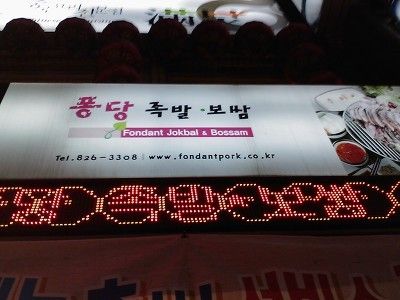 퐁당 족발·보쌈
Fondant Jokbal & Bossam
Tel. 826-3308 | www.fondantpork.co.kr
족발 보쌈